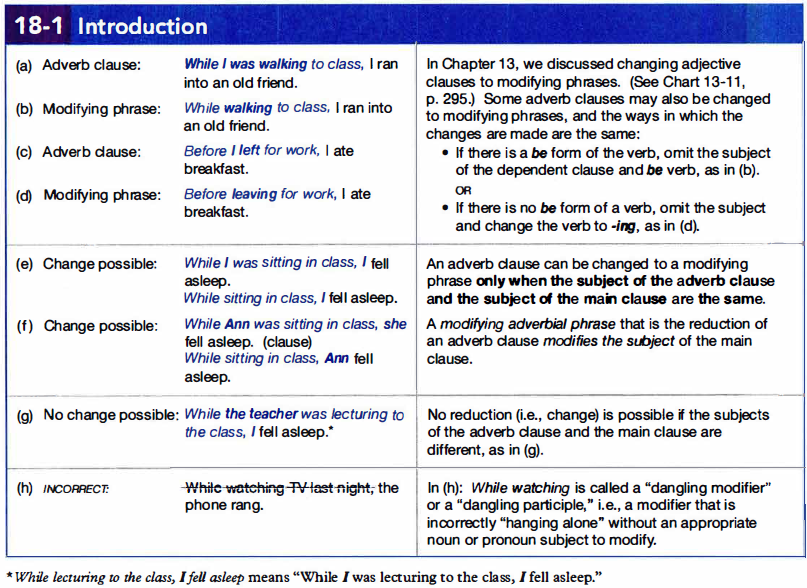 18-1 Introduction
(a) Adverb clause: While I was walking to class, I ran
into an old friend.
(b) Modifying phrase: While walking to class, I ran into
an old friend.
(c) Adverb clause: Before I left for work, I ate
breakfast.
(d) Modifying phrase: Before leaving for work, I ate
breakfast.
In Chapter 13, we discussed changing adjective
clauses to modifying phrases. (See Chart 13-11,
p. 295.) Some adverb clauses may also be changed
to modifying phrases, and the ways in which the
changes are made are the same:
• If there is a be form of the verb, omit the subject
of the dependent clause and be verb, as in (b).
OR
• If there is no be form of a verb, omit the subject
and change the verb to -ing, as in (d).
(e) Change possible: While I was sitting in class, I fell
asleep.
While sitting in class, I fell asleep.
(f) Change possible: While Ann was sitting in class, she
fell asleep. (clause)
While sitting in class, Ann fell
asleep.
An adverb clause can be changed to a modifying
phrase only when the subject of the adverb clause
and the subject of the main clause are the same.
A modifying adverbial phrase that is the reduction of
an adverb clause modifies the subject of the main
clause.
(g) No change possible: While the teacher was lecturing to
the class, I fell asleep.*
No reduction (i.e., change) is possible if the subjects
of the adverb clause and the main clause are
different, as in (g).
(h) INCORRECT: While watching TV last night, the
phone rang.
In (h): While watching is called a “dangling modifier”
or a “dangling participle,” i.e., a modifier that is
incorrectly “hanging alone” without an appropriate
noun or pronoun subject to modify.
*While lecturing to the class, I fell asleep means “While I was lecturing to the class, I fell asleep.”